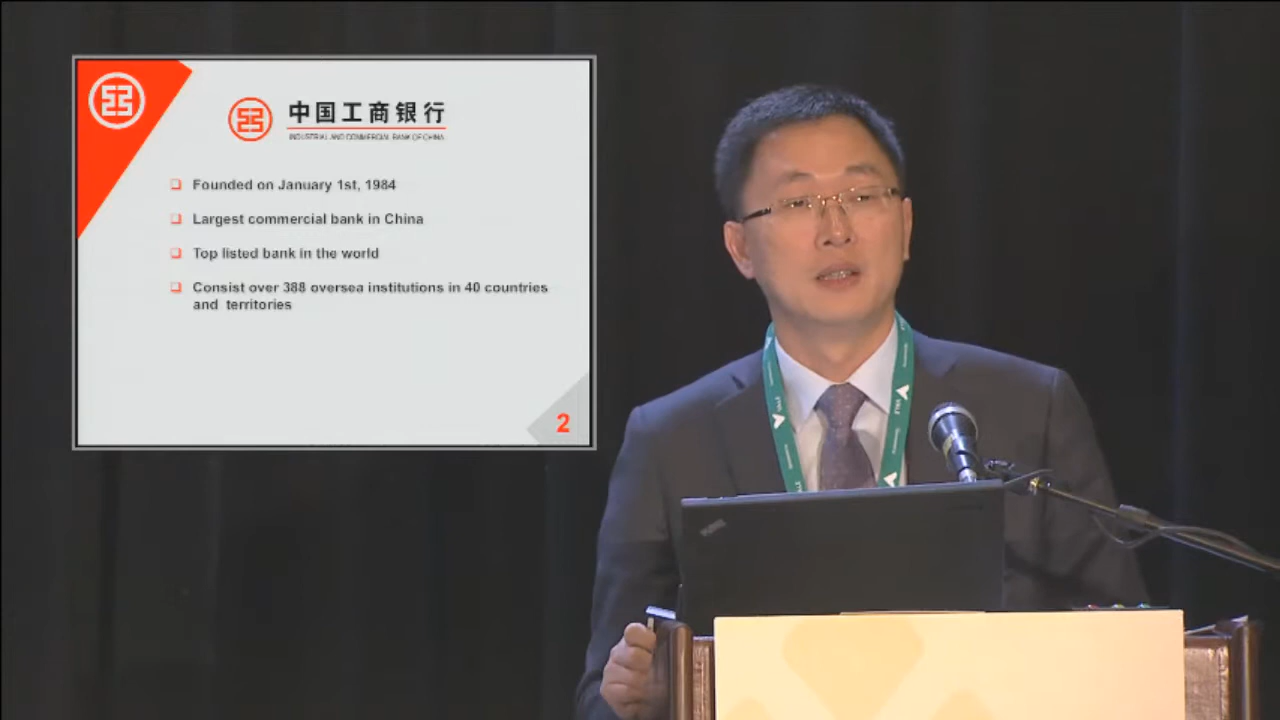 中国工商银行
INDUSTRIAL AND COMMERCIAL BANK OF CHINA
Founded on January 1st, 1984
Largest commercial bank in China
Top listed bank in the world
Consist over 388 oversea institutions in 40 countries
and territories
2
VALE
VALE